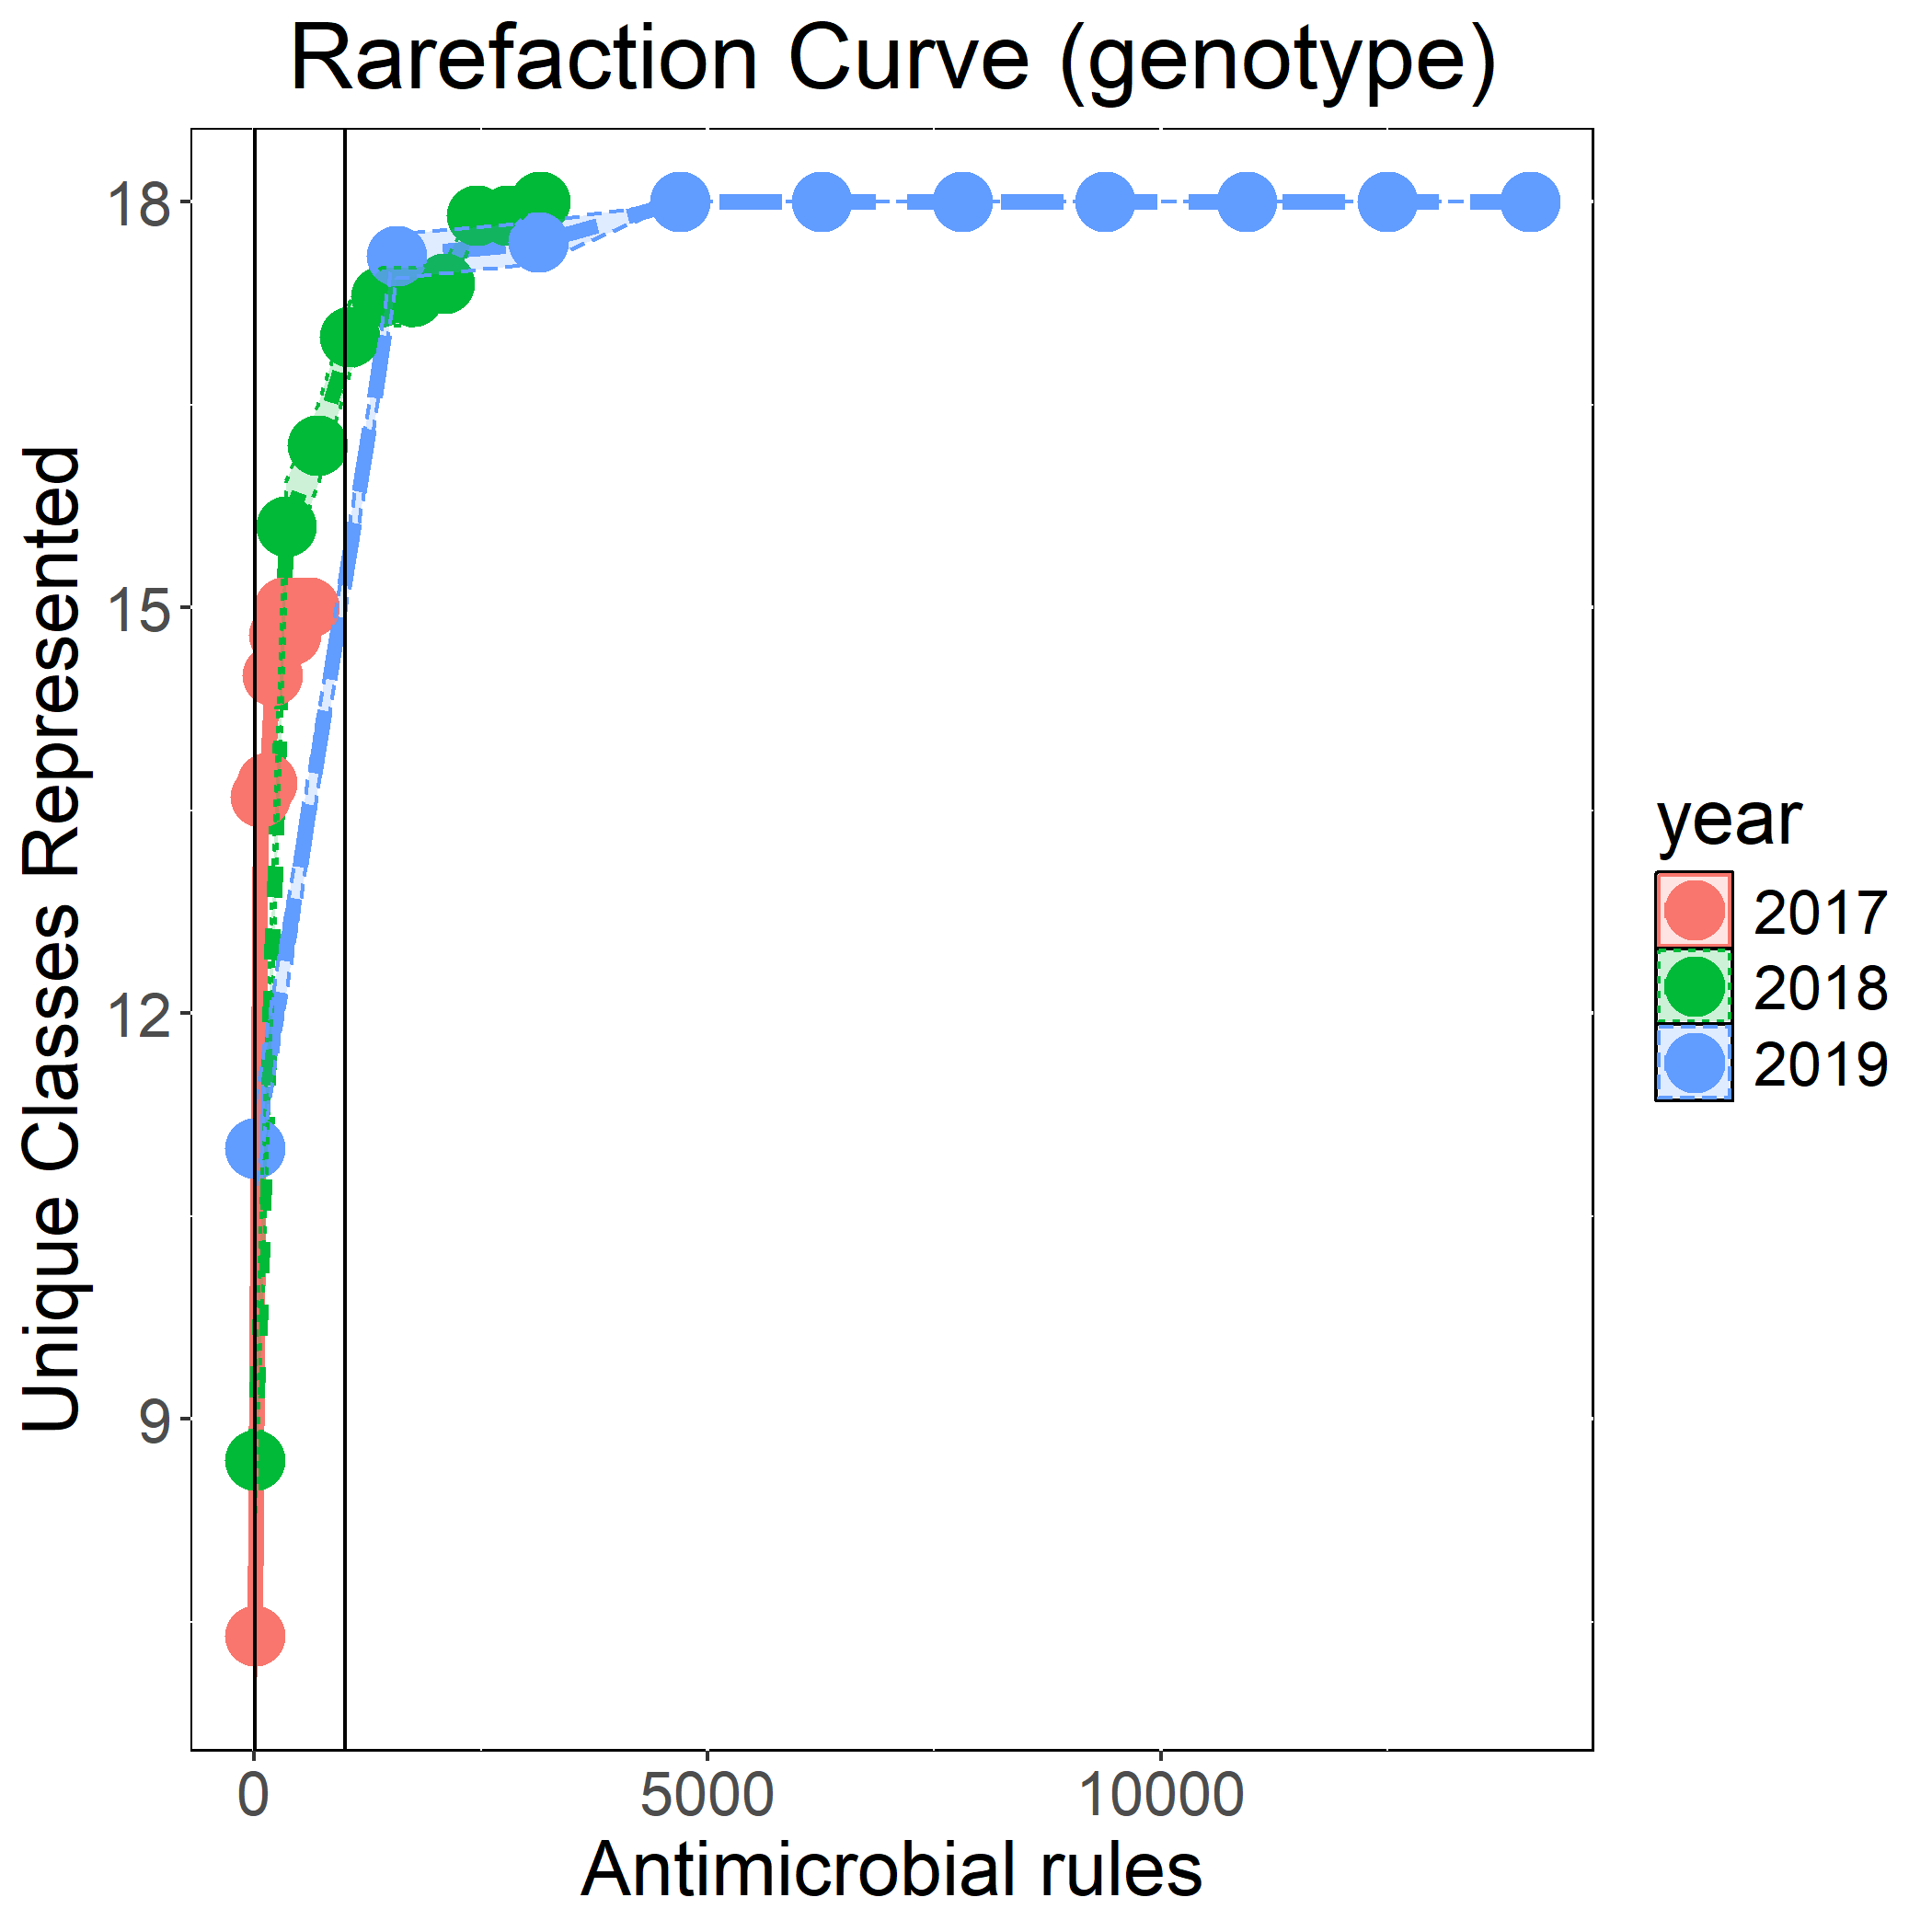 Rarefaction Curve (genotype)
Unique Classes Represented
18
15
12
9
0 5000 10000
Antimicrobial rules
year
2017
2018
2019